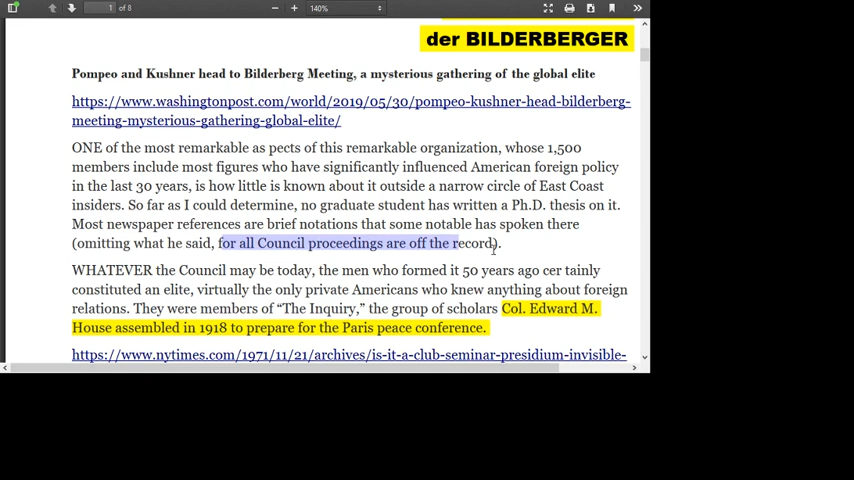 1 of 8
140%
der BILDERBERGER
Pompeo and Kushner head to Bilderberg Meeting, a mysterious gathering of the global elite
https://www.washingtonpost.com/world/2019/05/30/pompeo-kushner-head-bilderberg-
meeting-mysterious-gathering-global-elite/
ONE of the most remarkable as pects of this remarkable organization, whose 1,500
members include most figures who have significantly influenced American foreign policy
in the last 30 years, is how little is known about it outside a narrow circle of East Coast
insiders. So far as I could determine, no graduate student has written a Ph.D. thesis on it.
Most newspaper references are brief notations that some notable has spoken there
(omitting what he said, for all Council proceedings are off the record).
WHATEVER the Council may be today, the men who formed it 50 years ago cer tainly
constituted an elite, virtually the only private Americans who knew anything about foreign
relations. They were members of “The Inquiry,” the group of scholars Col. Edward M.
House assembled in 1918 to prepare for the Paris peace conference.
https://www.nytimes.com/1971/11/21/archives/is-it-a-club-seminar-presidium-invisible-